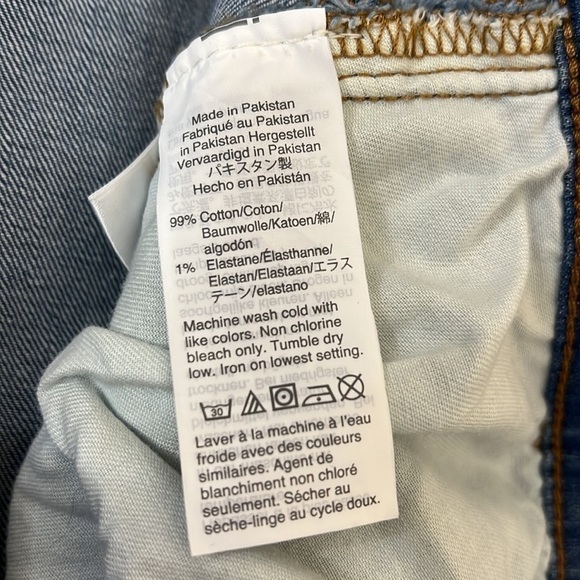 Made in Pakistan
Fabriqué au Pakistan
in Pakistan Hergestellt
Vervaardigd in Pakistan
パキスタン製
Hecho en Pakistán
99% Cotton/Coton/
Baumwolle/Katoen/綿/
algodón
1% Elastane/Élasthanne/
Elastan/Elastaan/エラス
テーン/elastano
Machine wash cold with
like colors. Non chlorine
bleach only. Tumble dry
low. Iron on lowest setting.
30
Laver à la machine à l'eau
froide avec des couleurs
similaires. Agent de
blanchiment non chloré
seulement. Sécher au
sèche-linge au cycle doux.